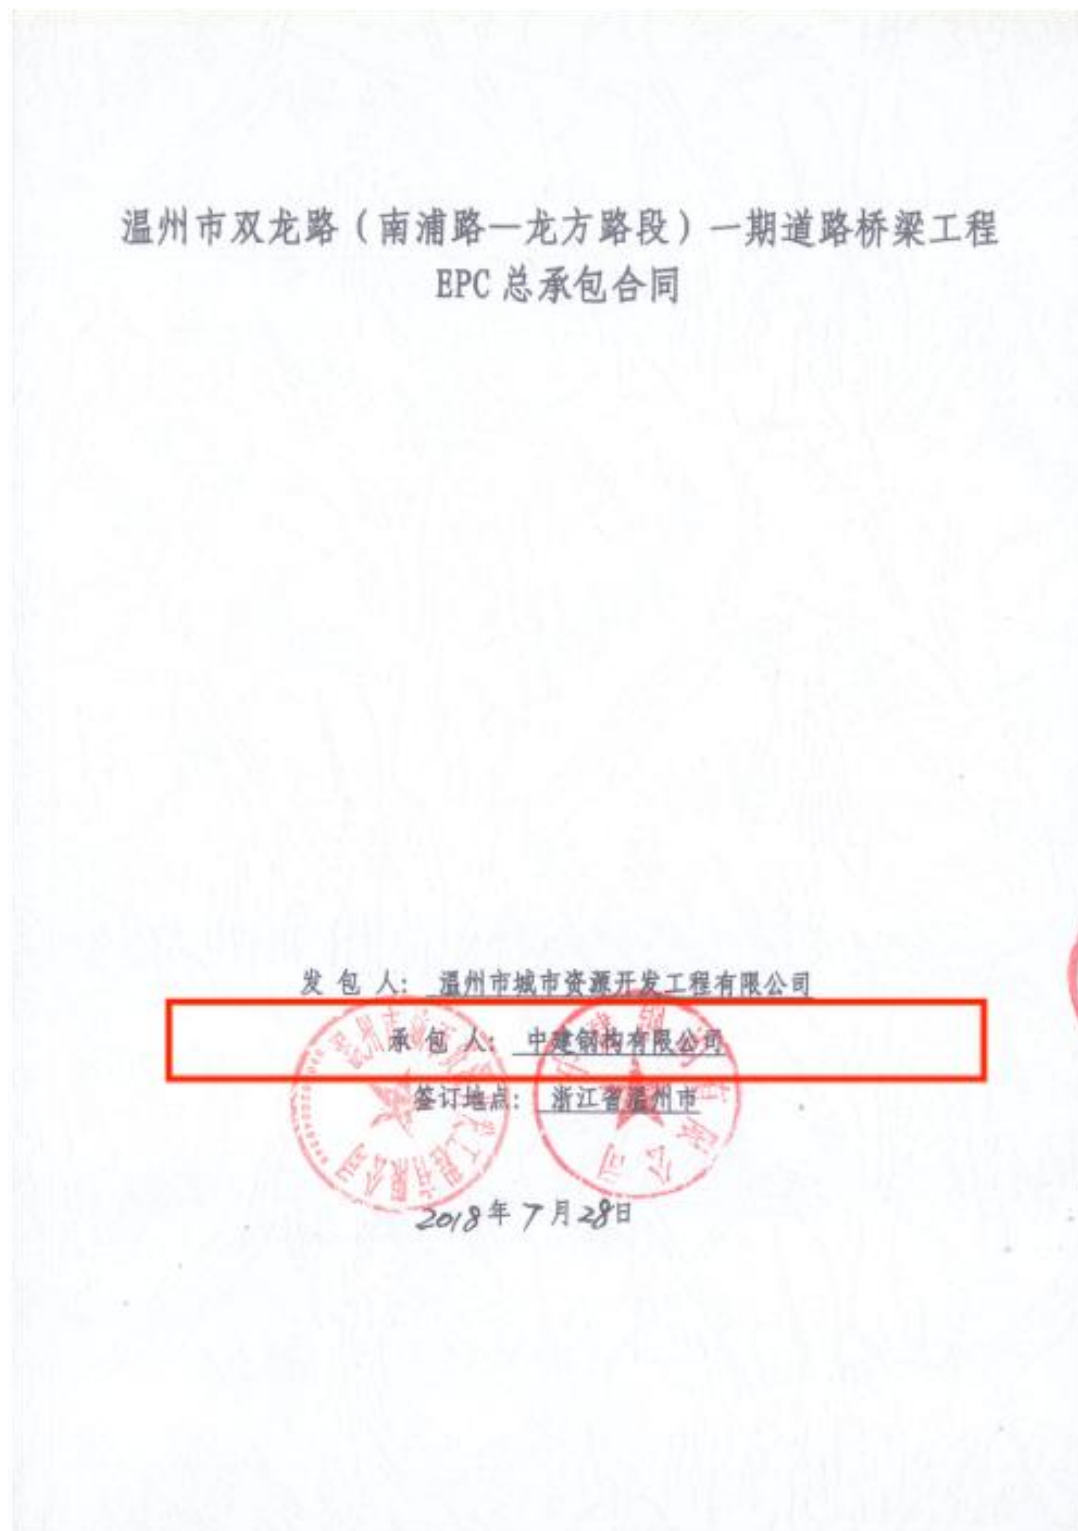 温州市双龙路（南浦路—龙方路段）一期道路桥梁工程
EPC 总承包合同
发 包 人： 温州市城市资源开发工程有限公司
承 包 人： 中建钢构有限公司
签订地点： 浙江省温州市
2018年7月28日